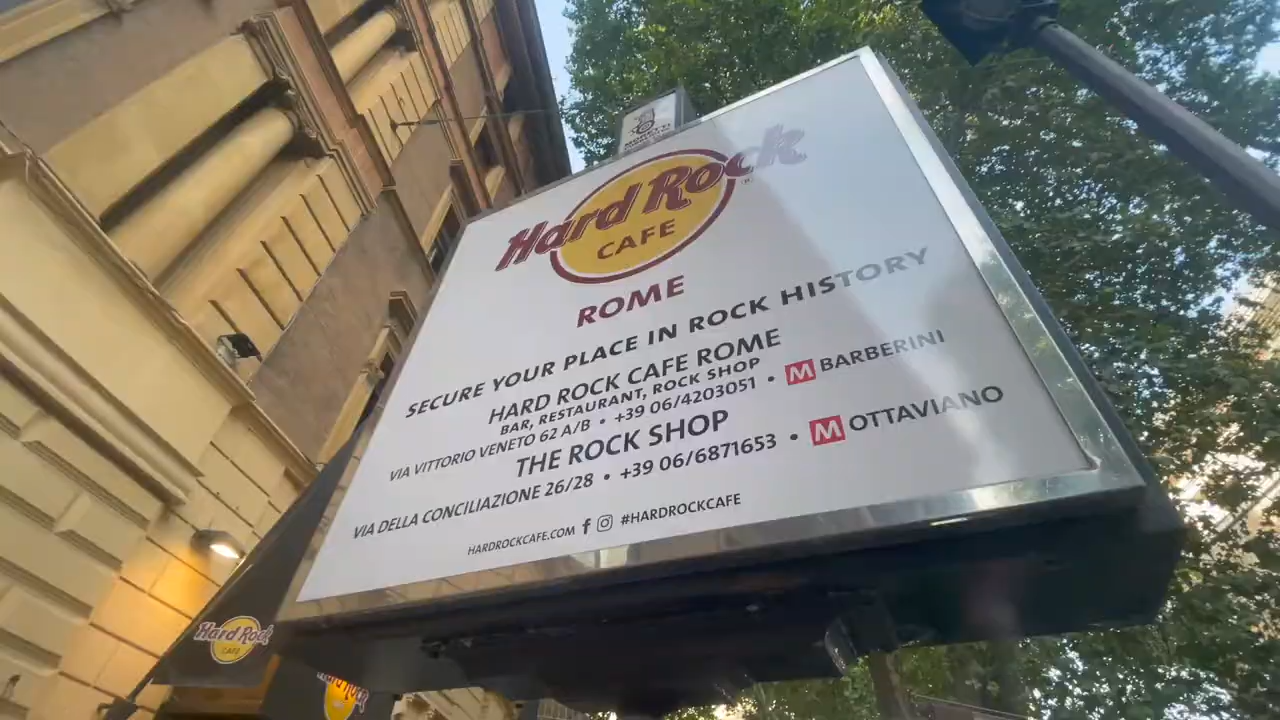 Hard Rock
CAFE
ROME
SECURE YOUR PLACE IN ROCK HISTORY
HARD ROCK CAFE ROME
BAR, RESTAURANT, ROCK SHOP
VIA VITTORIO VENETO 62 A/B • +39 06/4203051 • M BARBERINI
THE ROCK SHOP
VIA DELLA CONCILIAZIONE 26/28 • +39 06/6871653 • M OTTAVIANO
HARDROCKCAFE.COM f #HARDROCKCAFE
Hard Rock
CAFE
Hard Rock